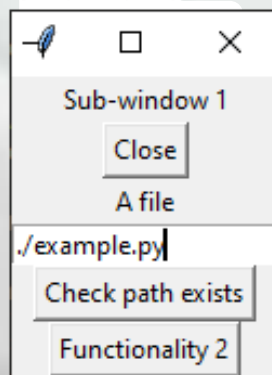 Sub-window 1
Close
A file
./example.py
Check path exists
Functionality 2